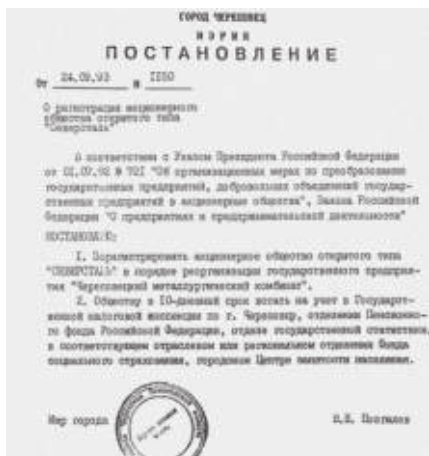 ГОРОД ЧЕРЕПОВЕЦ
МЭРИЯ
ПОСТАНОВЛЕНИЕ
От 24.09.93 № 1150
О регистрации акционерного
общества открытого типа
"Северсталь"
В соответствии с Указом Президента Российской Федерации
от 01.07.92 № 721 "Об организационных мерах по преобразованию
государственных предприятий, добровольных объединений государ-
ственных предприятий в акционерные общества", Закона Российской
Федерации "О предприятиях и предпринимательской деятельности"
ПОСТАНОВЛЯЮ:
1. Зарегистрировать акционерное общество открытого типа
"СЕВЕРСТАЛЬ" в порядке реорганизации государственного предприя-
тия "Череповецкий металлургический комбинат".
2. Обществу в 10-дневный срок встать на учет в Государст-
венной налоговой инспекции по г. Череповцу, отделении Пенсионно-
го фонда Российской Федерации, отделе государственной статистики,
в соответствующем отраслевом или региональном отделении Фонда
социального страхования, городском Центре занятости населения.
Мэр города В.Е. Позгалев